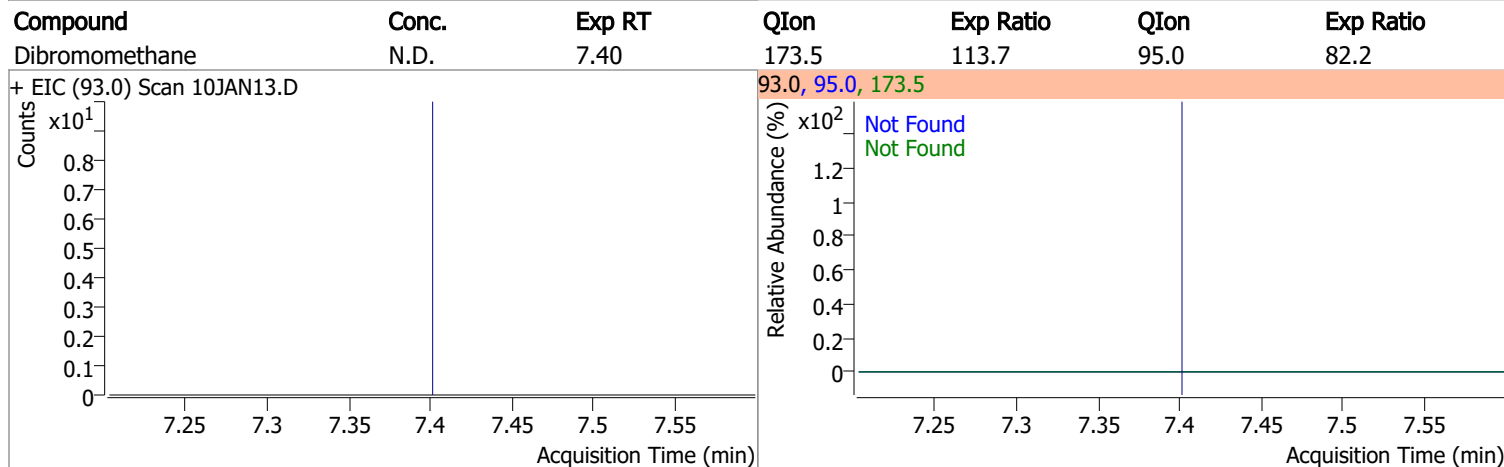 Compound Conc. Exp RT QIon Exp Ratio QIon Exp Ratio
Dibromomethane N.D. 7.40 173.5 113.7 95.0 82.2
+ EIC (93.0) Scan 10JAN13.D
Counts
x10^1
0.8
0.7
0.6
0.5
0.4
0.3
0.2
0.1
0
7.25 7.3 7.35 7.4 7.45 7.5 7.55
Acquisition Time (min)
93.0, 95.0, 173.5
Relative Abundance (%)
x10^2
Not Found
Not Found
1.2
1
0.8
0.6
0.4
0.2
0
7.25 7.3 7.35 7.4 7.45 7.5 7.55
Acquisition Time (min)